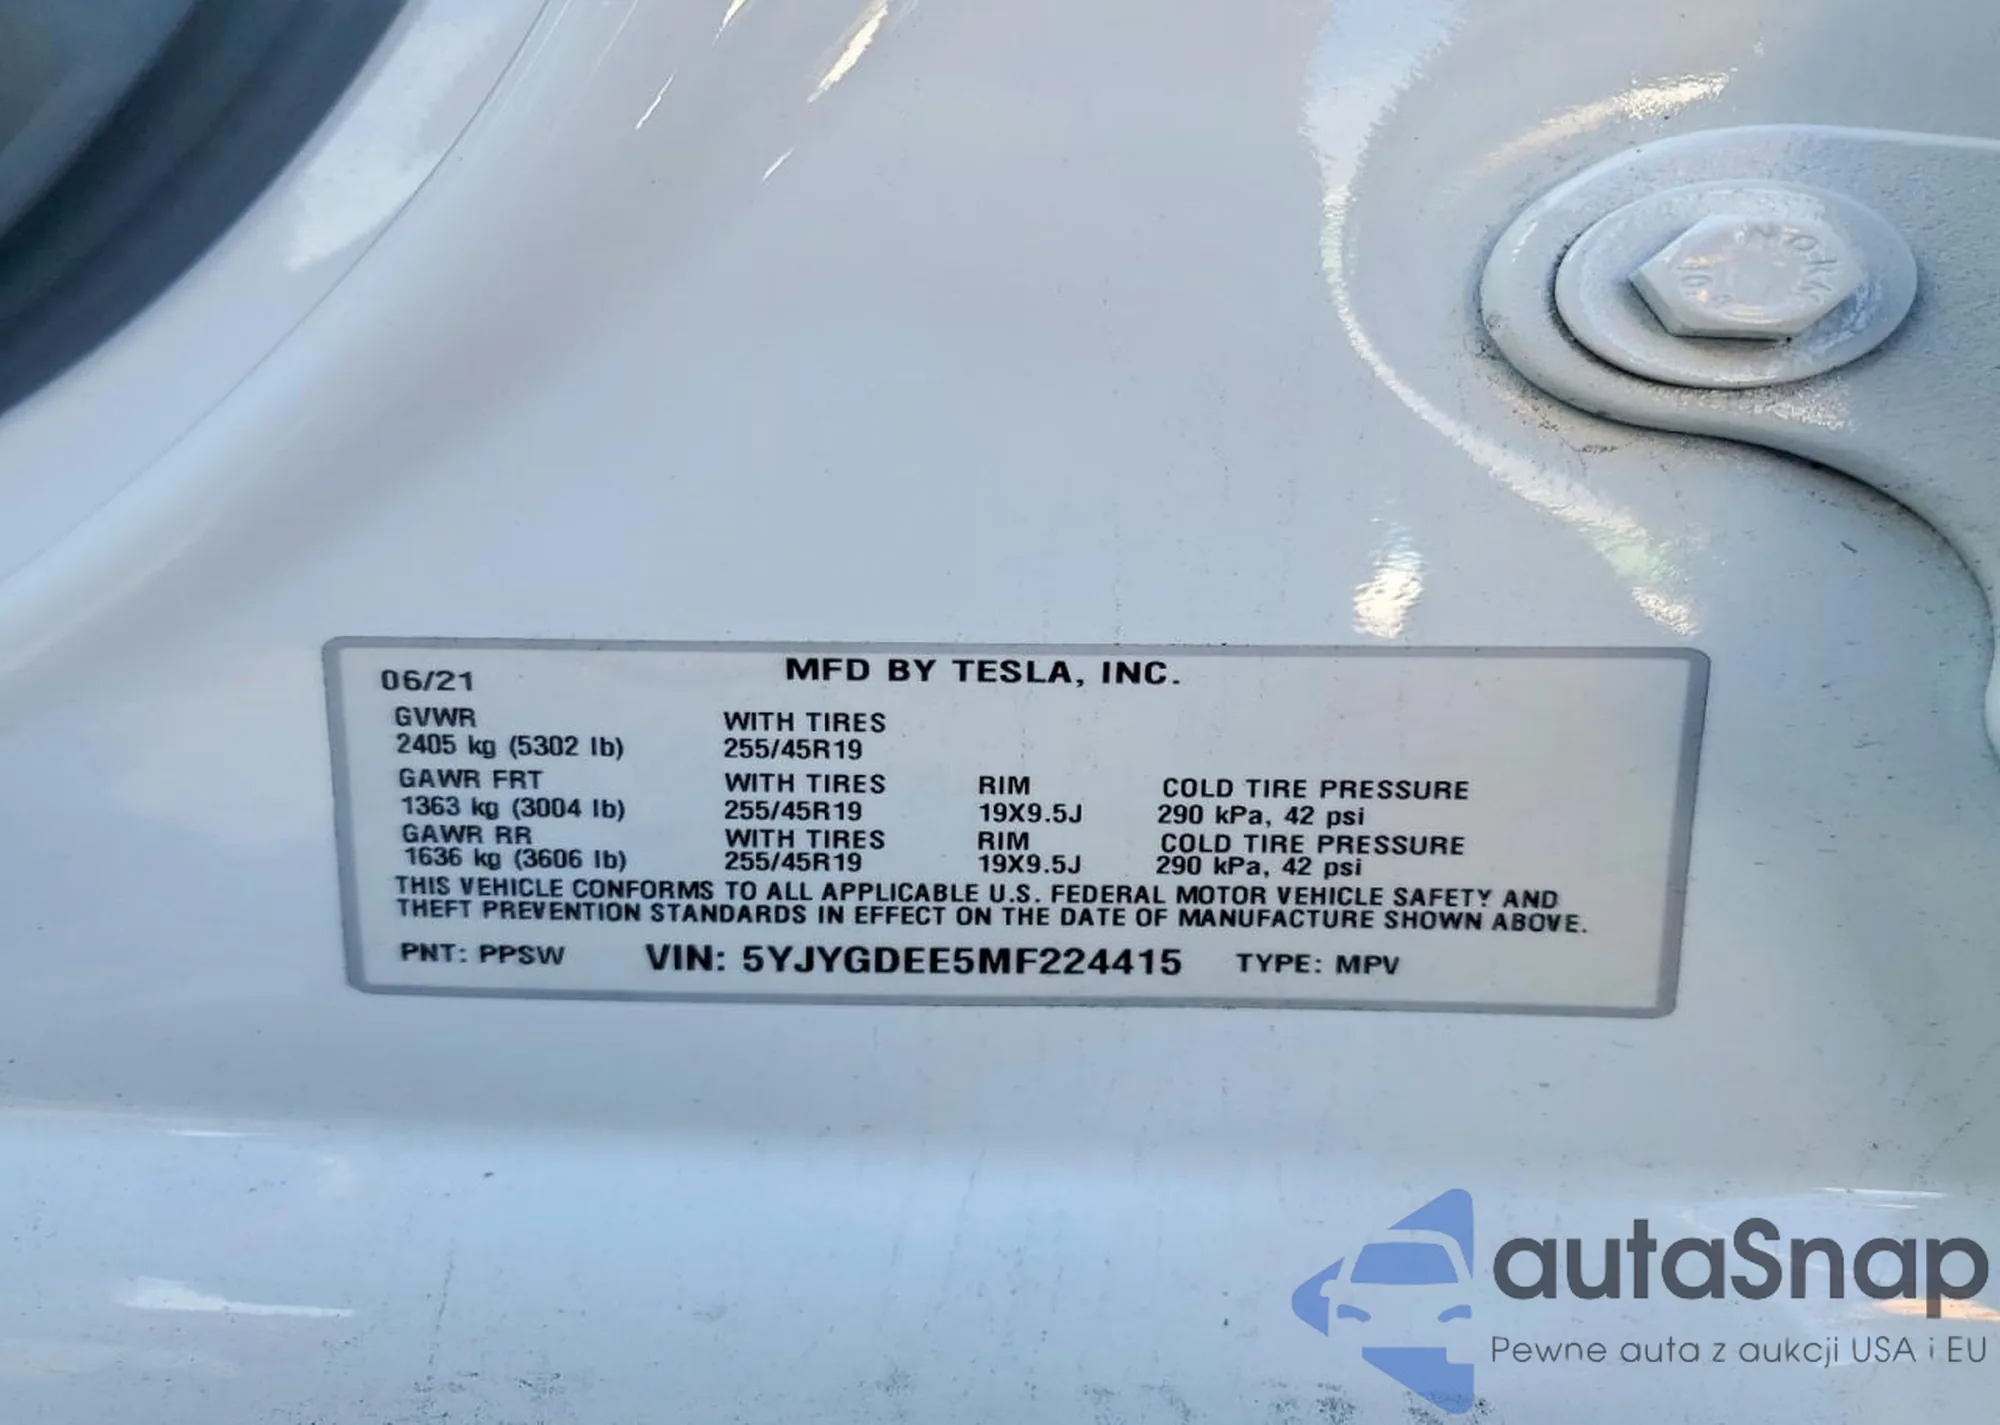 06/21 MFD BY TESLA, INC.
GVWR WITH TIRES
2405 kg (5302 lb) 255/45R19
GAWR FRT WITH TIRES RIM COLD TIRE PRESSURE
1363 kg (3004 lb) 255/45R19 19X9.5J 290 kPa, 42 psi
GAWR RR WITH TIRES RIM COLD TIRE PRESSURE
1636 kg (3606 lb) 255/45R19 19X9.5J 290 kPa, 42 psi
THIS VEHICLE CONFORMS TO ALL APPLICABLE U.S. FEDERAL MOTOR VEHICLE SAFETY AND
THEFT PREVENTION STANDARDS IN EFFECT ON THE DATE OF MANUFACTURE SHOWN ABOVE.
PNT: PPSW VIN: 5YJYGDEE5MF224415 TYPE: MPV
autaSnap
Pewne auta z aukcji USA i EU